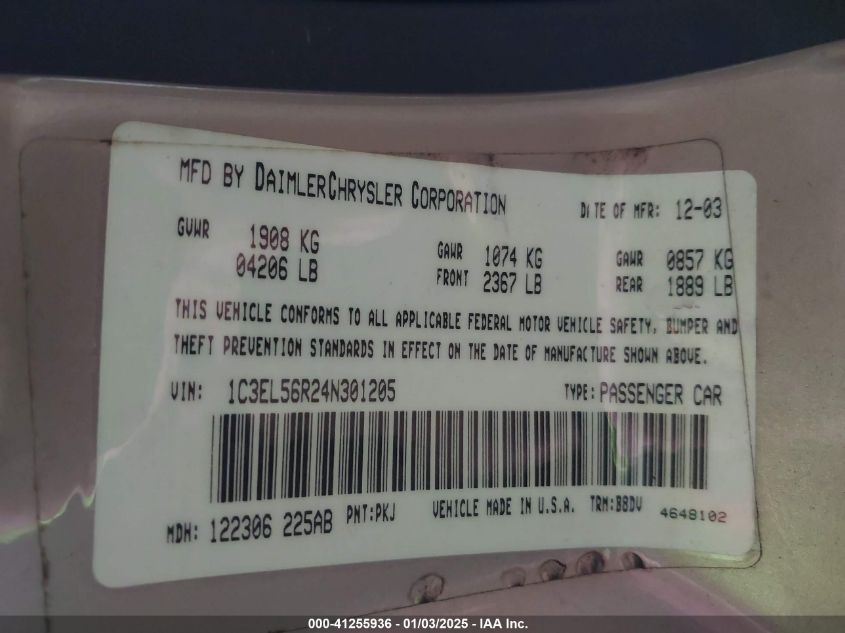 MFD BY DAIMLERCHRYSLER CORPORATION
DATE OF MFR: 12-03
GVWR 1908 KG
04206 LB
GAWR 1074 KG
FRONT 2367 LB
GAWR 0857 KG
REAR 1889 LB
THIS VEHICLE CONFORMS TO ALL APPLICABLE FEDERAL MOTOR VEHICLE SAFETY, BUMPER AND
THEFT PREVENTION STANDARDS IN EFFECT ON THE DATE OF MANUFACTURE SHOWN ABOVE.
VIN: 1C3EL56R24N301205
TYPE: PASSENGER CAR
MDH: 122306 225AB PNT:PKJ VEHICLE MADE IN U.S.A. TRM:B8DV 4648102
000-41255936 - 01/03/2025 - IAA Inc.